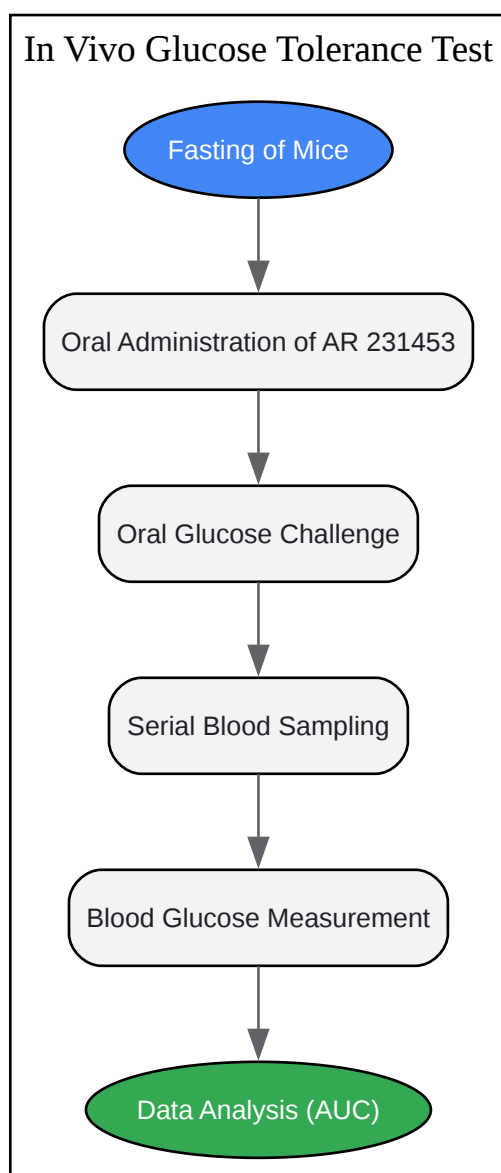 In Vivo Glucose Tolerance Test
Fasting of Mice
Oral Administration of AR 231453
Oral Glucose Challenge
Serial Blood Sampling
Blood Glucose Measurement
Data Analysis (AUC)